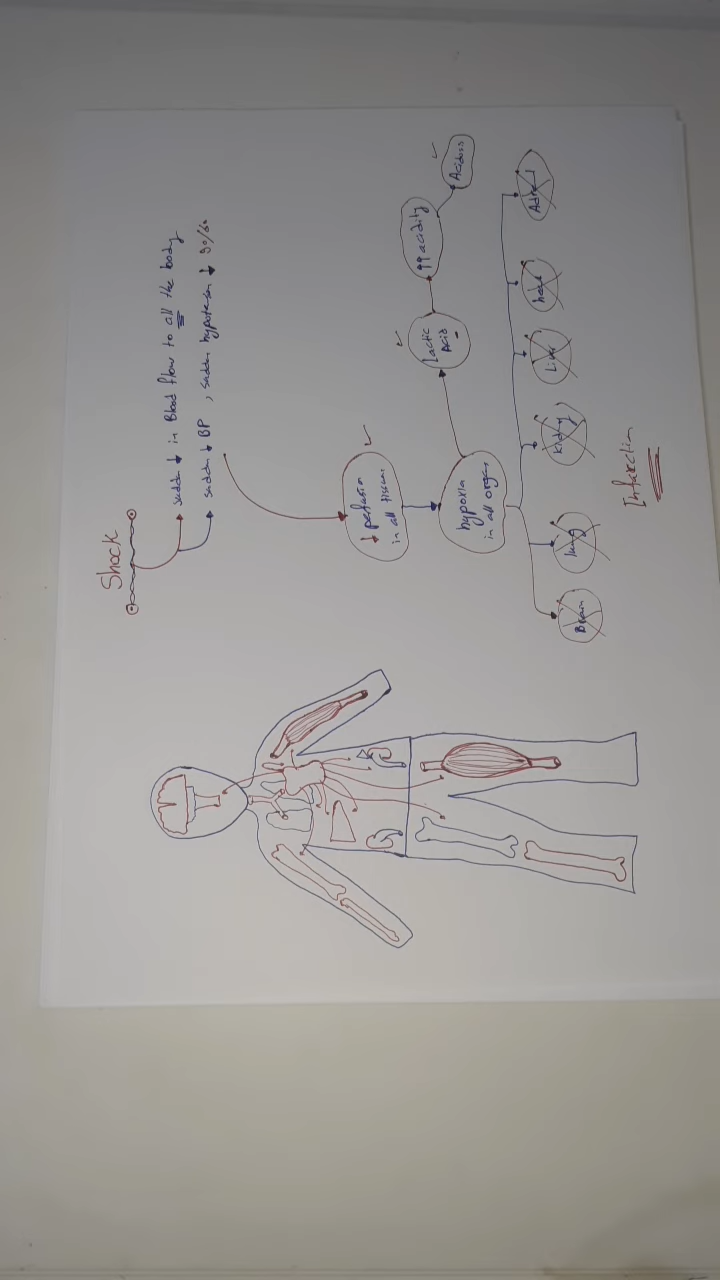 Shock
sudden ↓ in Blood flow to all the body
sudden ↓ BP , sudden hypotension ↓ 90/60
↓ perfusion
in all tissues
hypoxia
in all organs
lactic
Acid
↑↑ acidity
Acidosis
Brain
lung
kidney
Liver
heart
Adrenal
Infarction